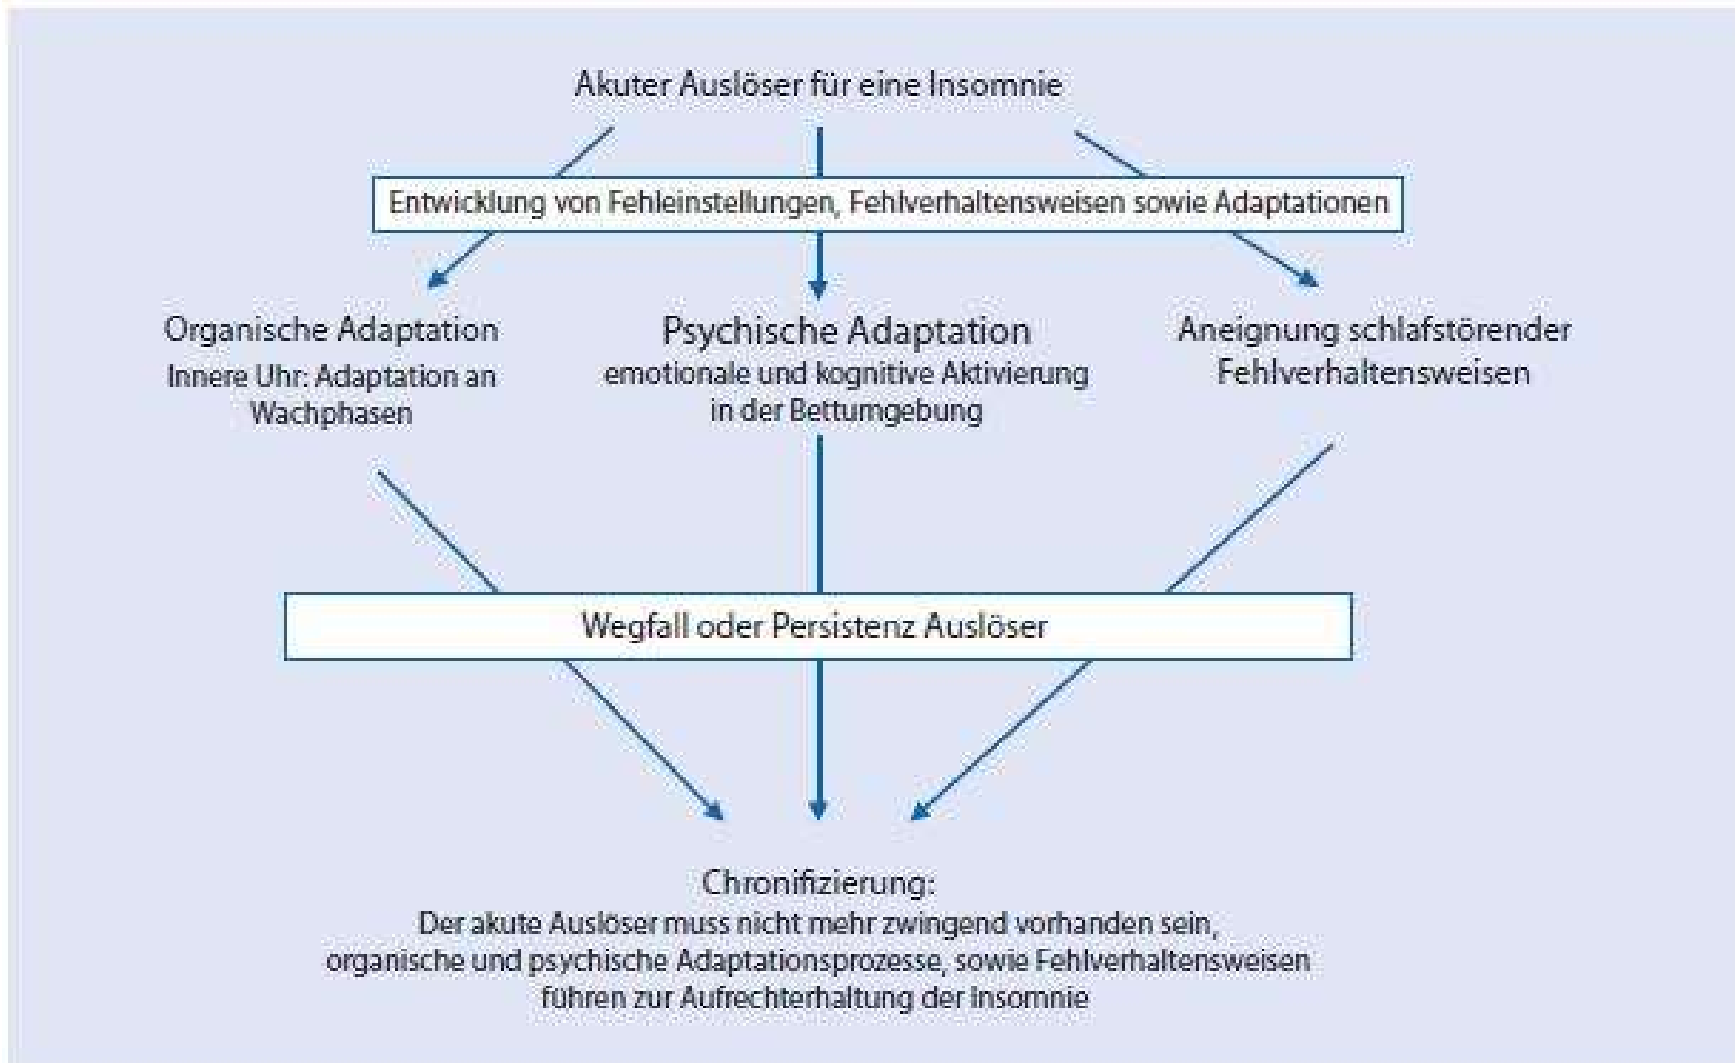 Akuter Auslöser für eine Insomnie
Entwicklung von Fehleinstellungen, Fehlverhaltensweisen sowie Adaptationen
Organische Adaptation
Innere Uhr: Adaptation an
Wachphasen
Psychische Adaptation
emotionale und kognitive Aktivierung
in der Bettumgebung
Aneignung schlafstörender
Fehlverhaltensweisen
Wegfall oder Persistenz Auslöser
Chronifizierung:
Der akute Auslöser muss nicht mehr zwingend vorhanden sein,
organische und psychische Adaptationsprozesse, sowie Fehlverhaltensweisen
führen zur Aufrechterhaltung der Insomnie